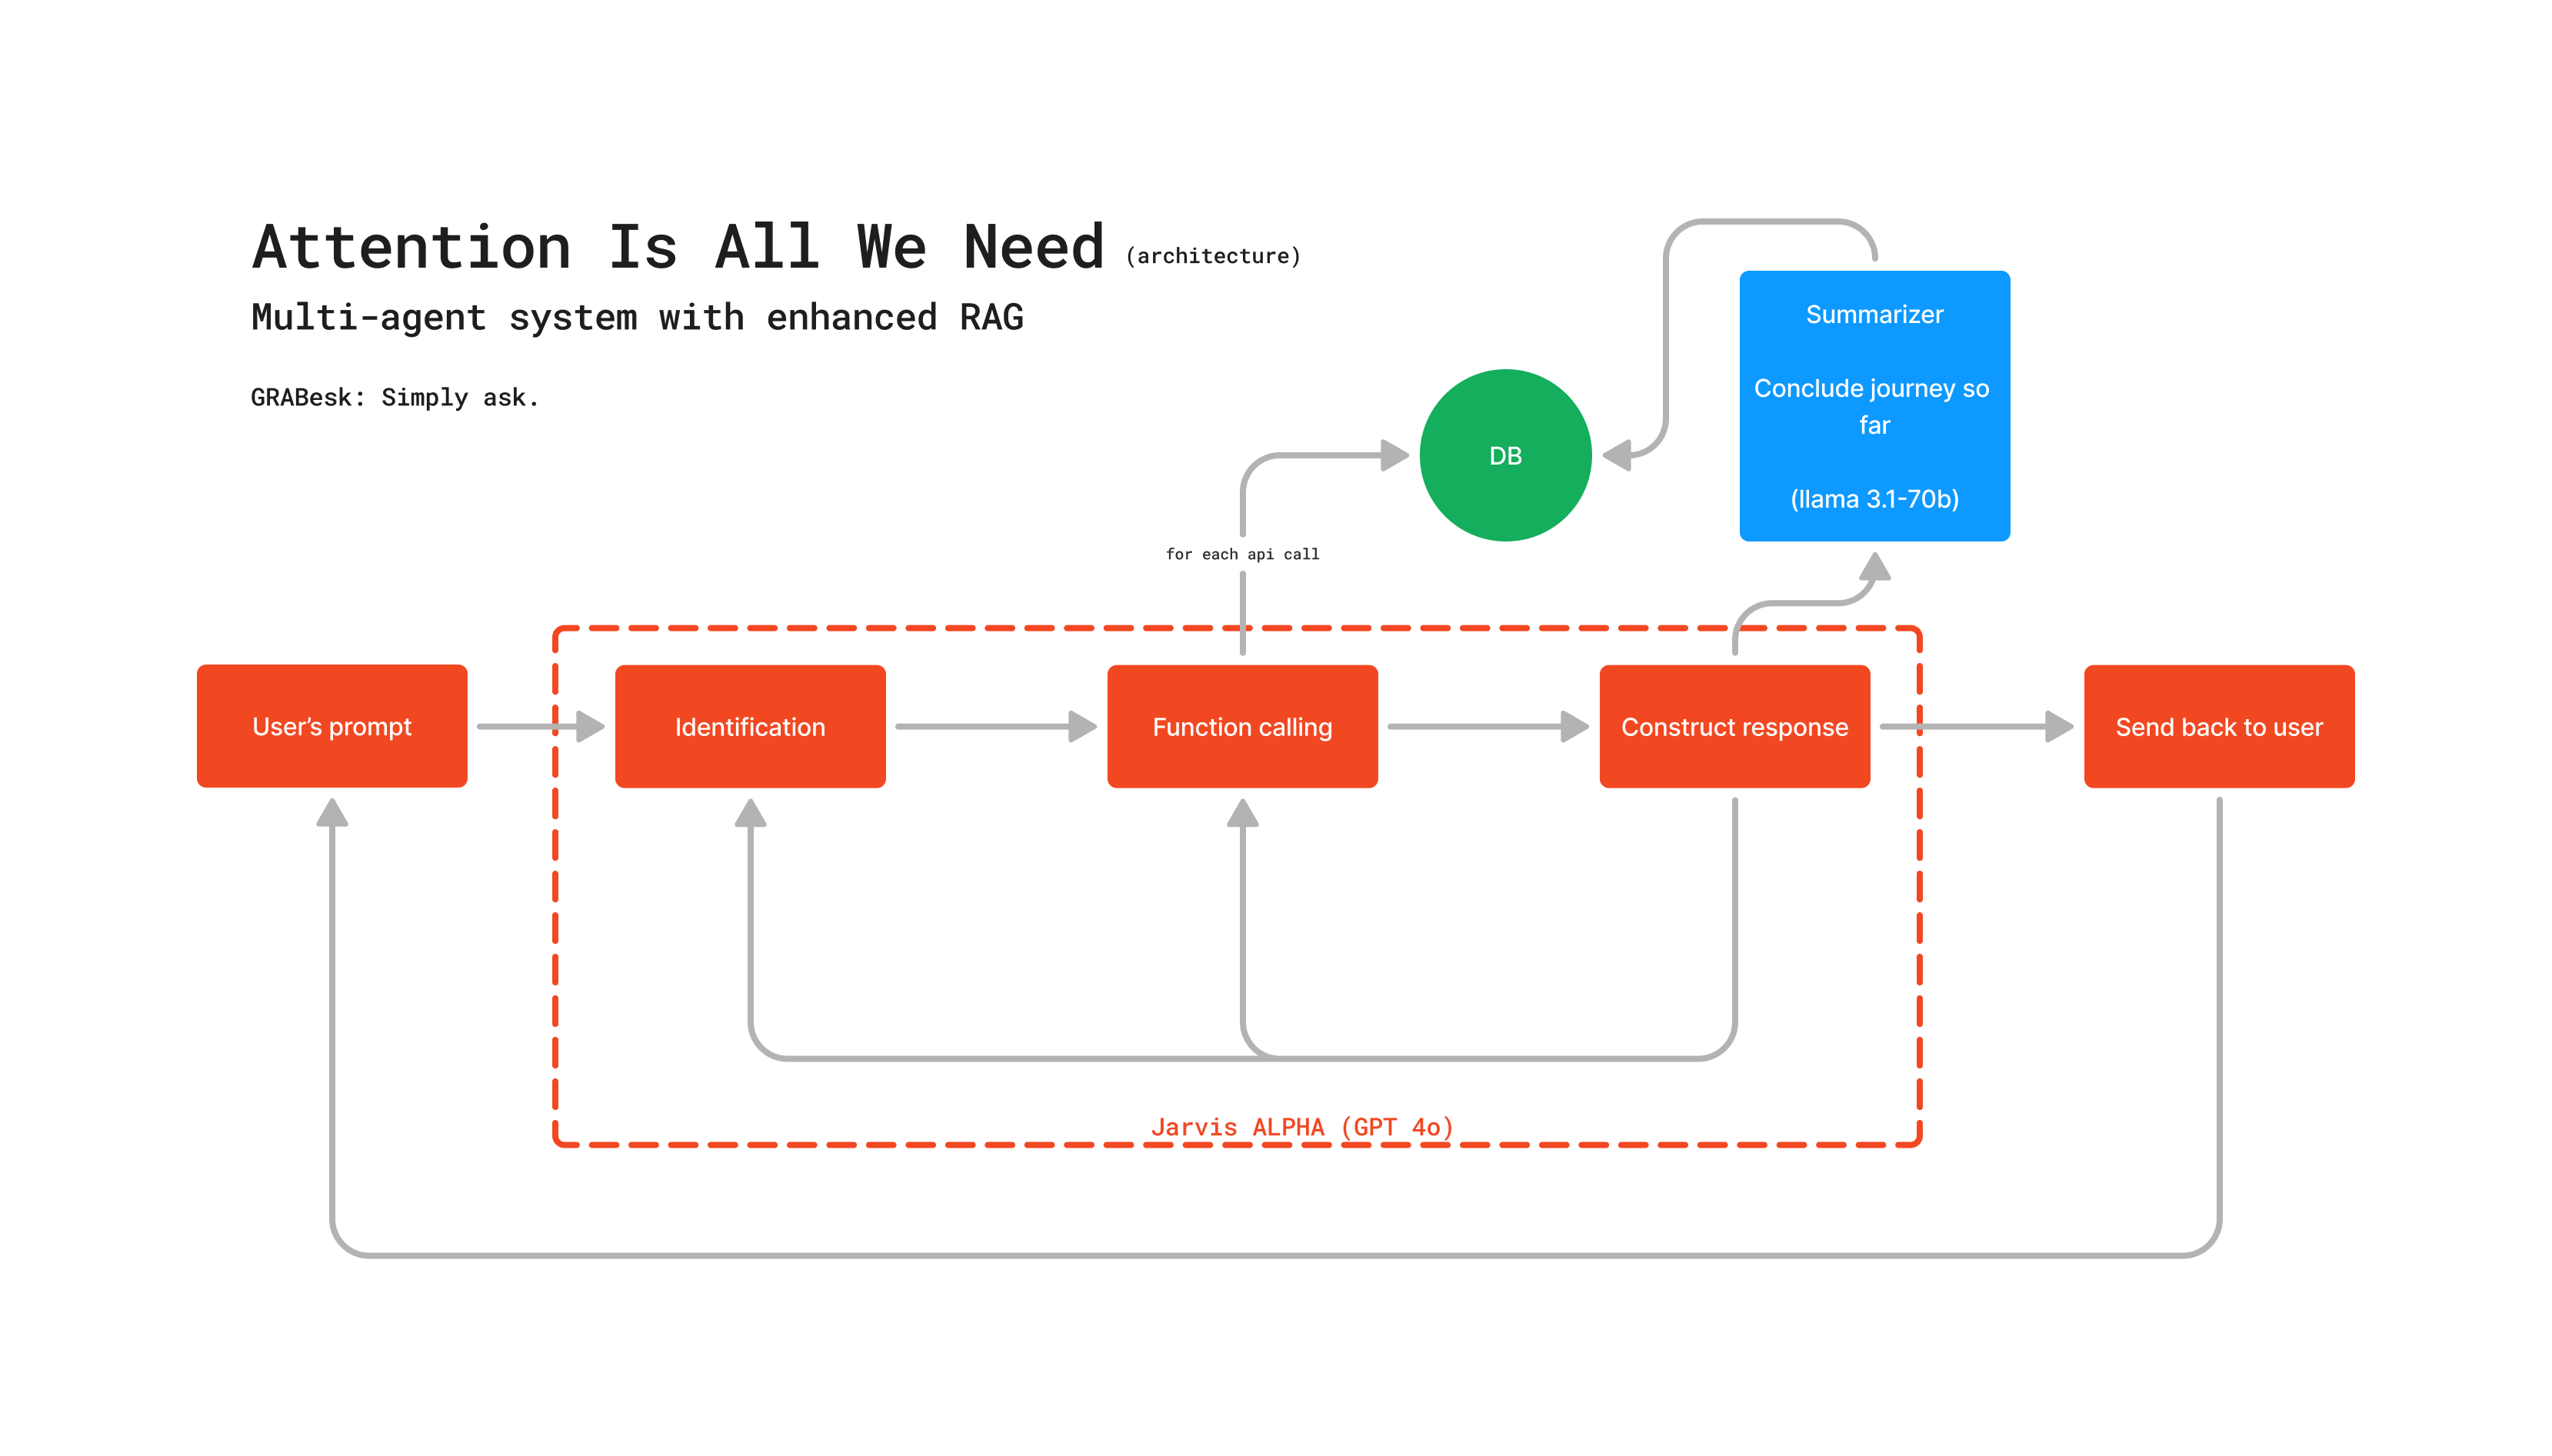 Attention Is All We Need (architecture)
Multi-agent system with enhanced RAG
GRABesk: Simply ask.
Summarizer
Conclude journey so
far
(llama 3.1-70b)
DB
for each api call
User’s prompt
Identification
Function calling
Construct response
Send back to user
Jarvis ALPHA (GPT 4o)